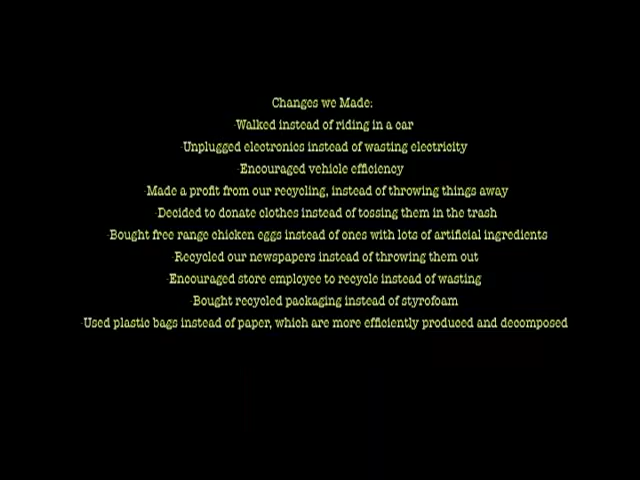 Changes we Made:
-Walked instead of riding in a car
-Unplugged electronics instead of wasting electricity
-Encouraged vehicle efficiency
-Made a profit from our recycling, instead of throwing things away
-Decided to donate clothes instead of tossing them in the trash
-Bought free range chicken eggs instead of ones with lots of artificial ingredients
-Recycled our newspapers instead of throwing them out
-Encouraged store employee to recycle instead of wasting
-Bought recycled packaging instead of styrofoam
-Used plastic bags instead of paper, which are more efficiently produced and decomposed